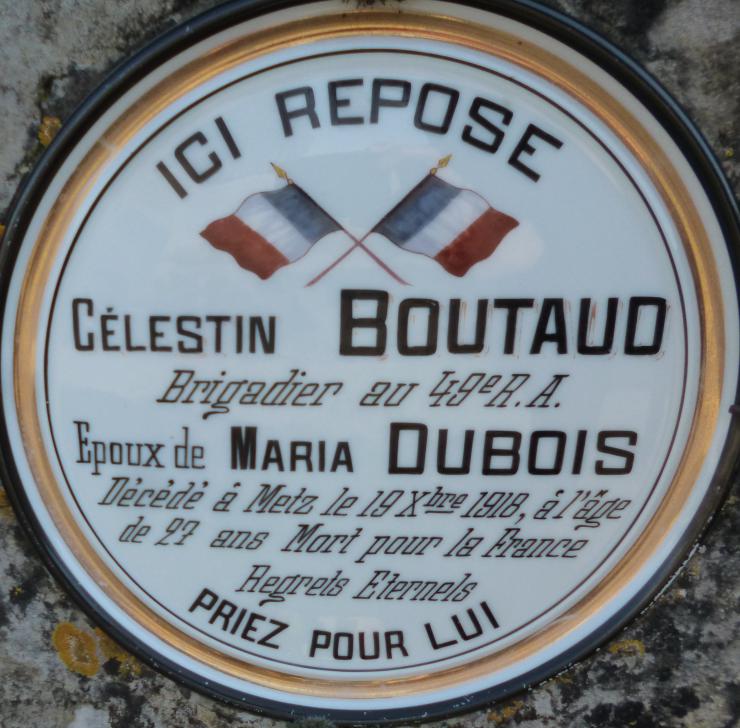 ICI REPOSE
CÉLESTIN BOUTAUD
Brigadier au 49e R.A.
Epoux de MARIA DUBOIS
Décédé á Metz le 19 Xbre 1918, á l'âge
de 27 ans Mort pour la France
Regrets Eternels
PRIEZ POUR LUI